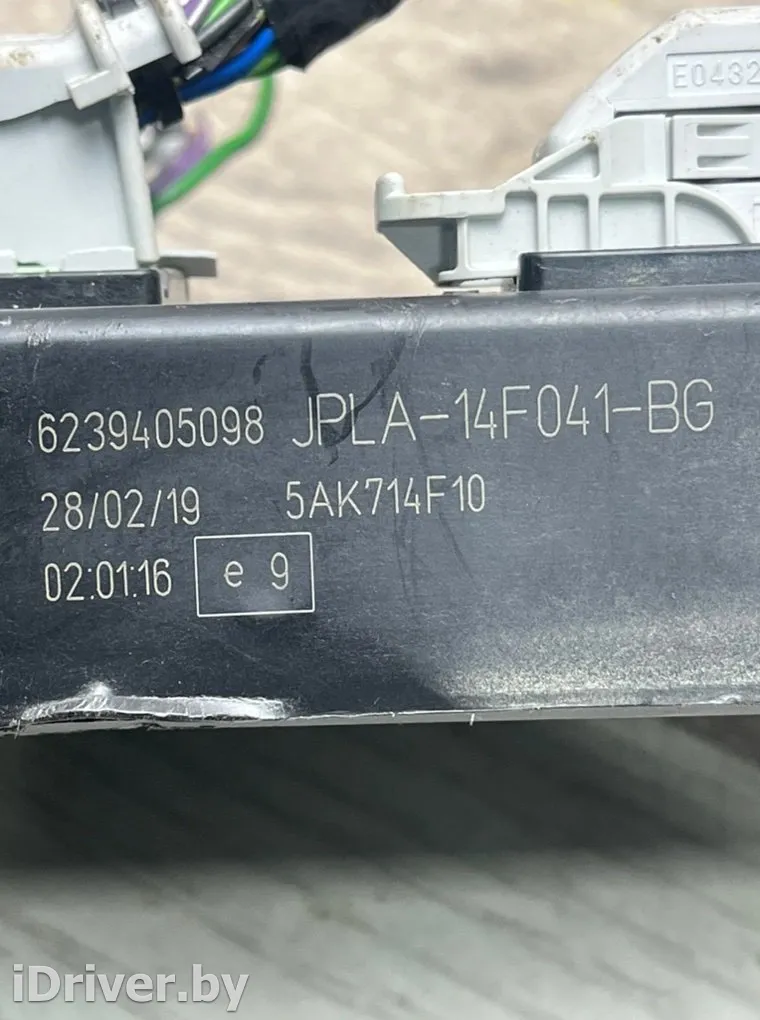 E0432
6239405098 JPLA-14F041-BG
28/02/19 5AK714F10
02:01:16 e 9
iDriver.by